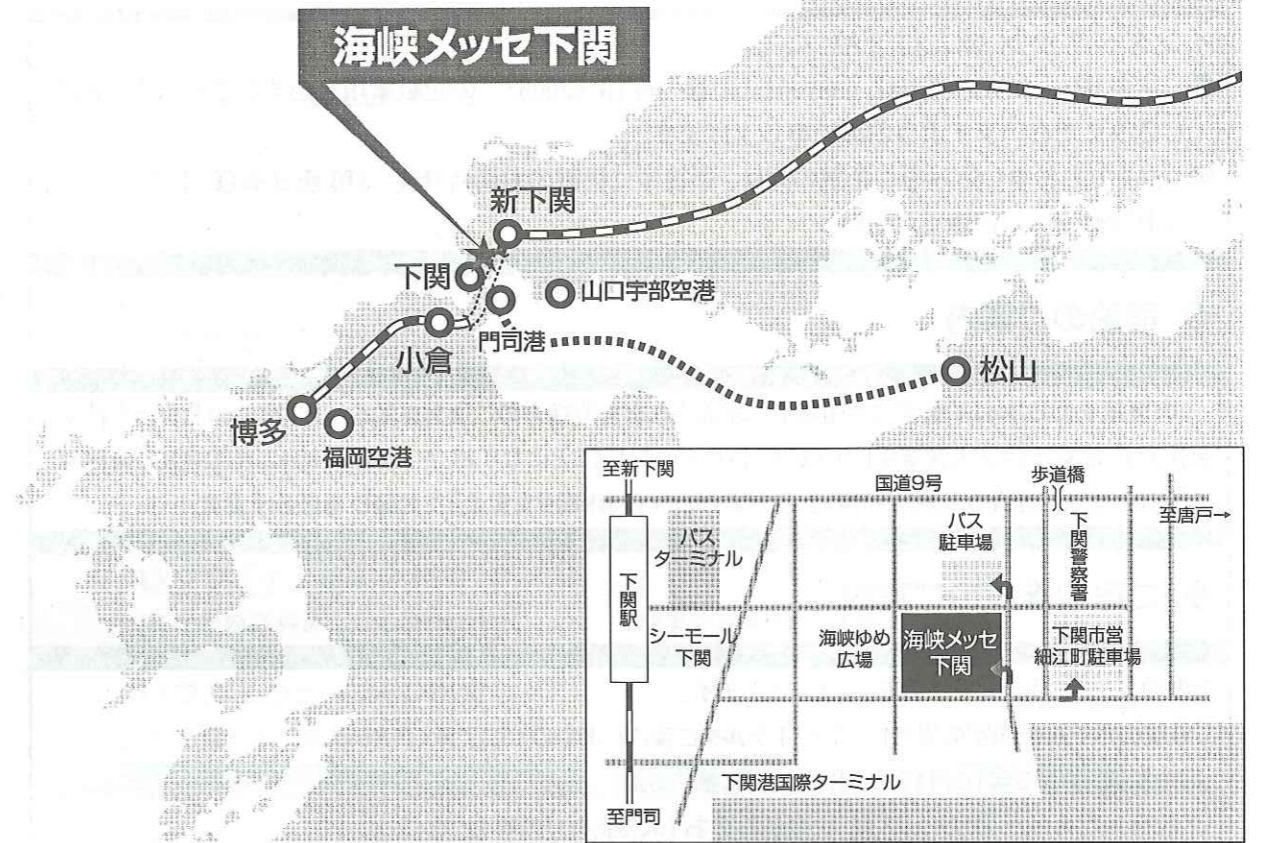 海峡メッセ下関
新下関
下関
山口宇部空港
小倉
門司港
松山
博多
福岡空港
至新下関
国道9号
歩道橋
至唐戸→
バス
ターミナル
バス
駐車場
下関警察署
下関駅
シーモール
下関
海峡ゆめ
広場
海峡メッセ
下関
下関市営
細江町駐車場
下関港国際ターミナル
至門司